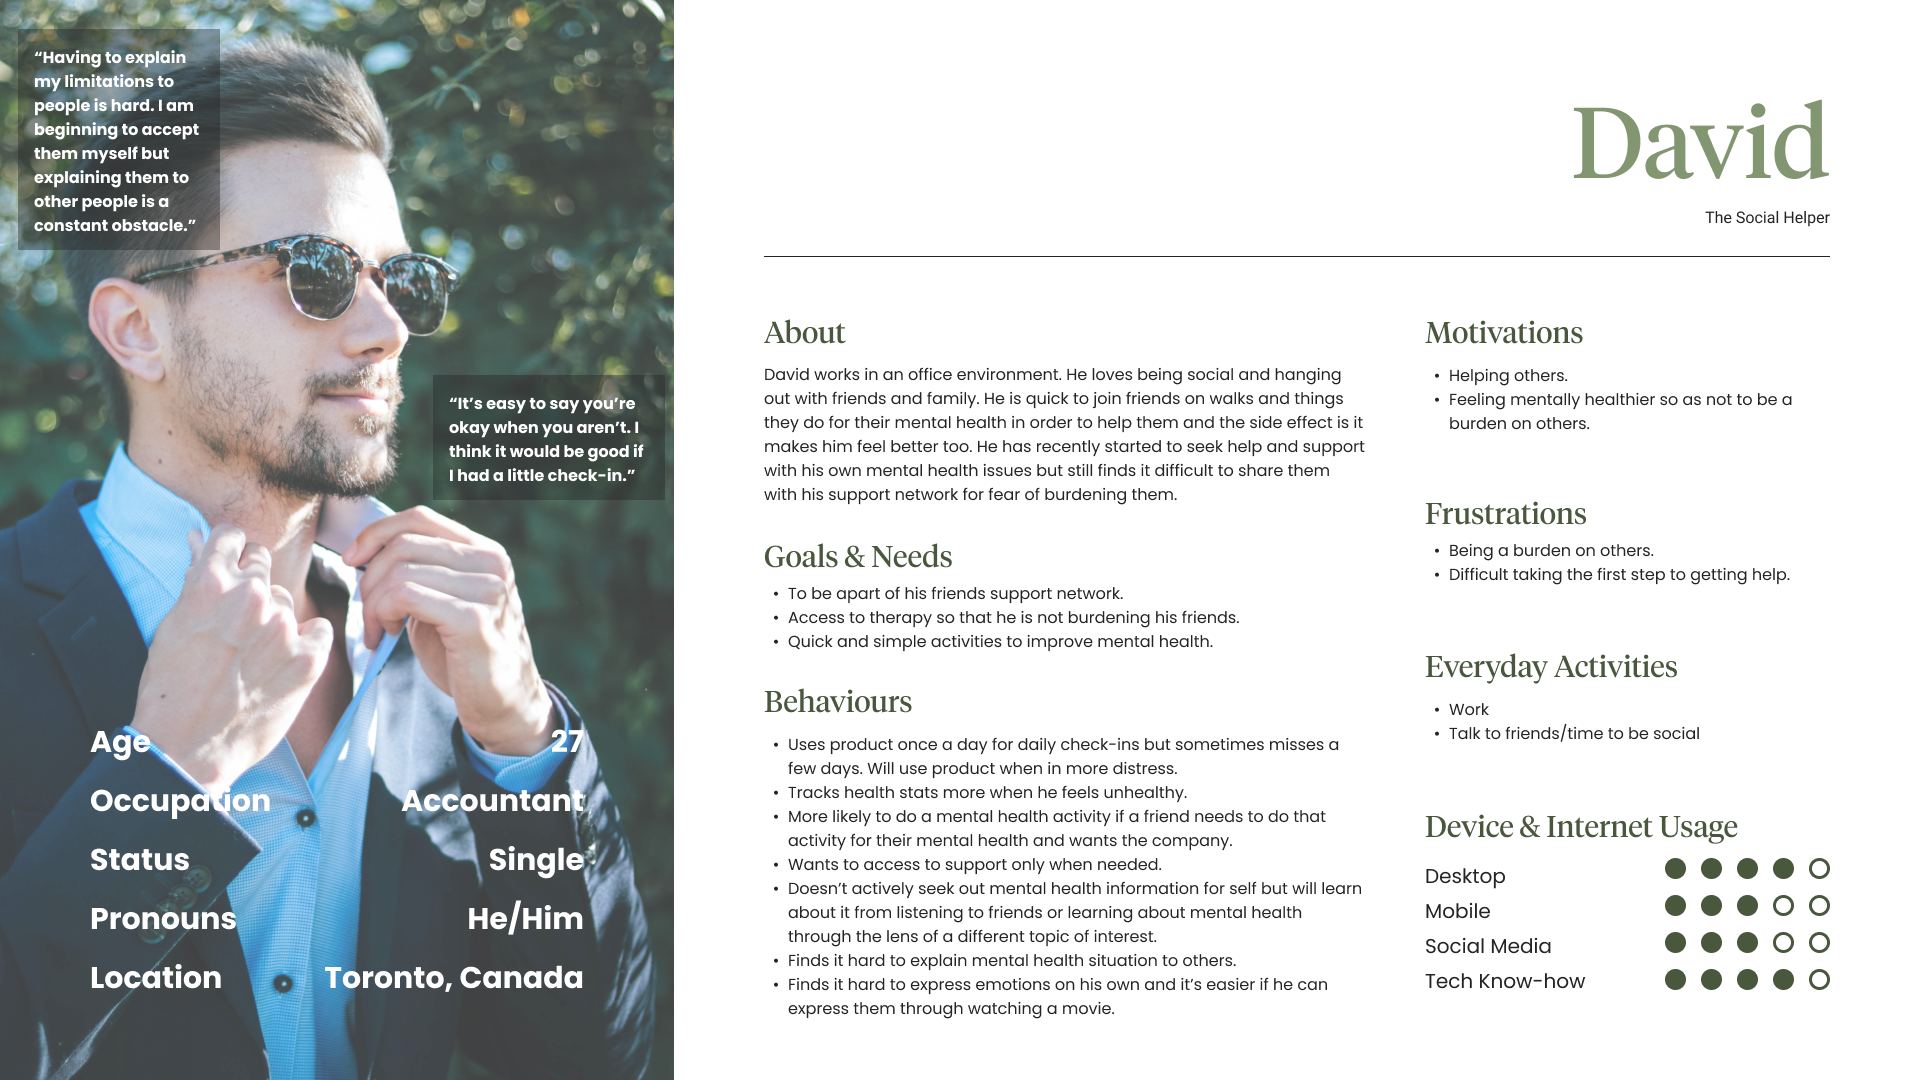 “Having to explain
my limitations to
people is hard. I am
beginning to accept
them myself but
explaining them to
other people is a
constant obstacle.”
“It’s easy to say you’re
okay when you aren’t. I
think it would be good if
I had a little check-in.”
Age 27
Occupation Accountant
Status Single
Pronouns He/Him
Location Toronto, Canada
David
The Social Helper
About
David works in an office environment. He loves being social and hanging
out with friends and family. He is quick to join friends on walks and things
they do for their mental health in order to help them and the side effect is it
makes him feel better too. He has recently started to seek help and support
with his own mental health issues but still finds it difficult to share them
with his support network for fear of burdening them.
Goals & Needs
• To be apart of his friends support network.
• Access to therapy so that he is not burdening his friends.
• Quick and simple activities to improve mental health.
Behaviours
• Uses product once a day for daily check-ins but sometimes misses a
few days. Will use product when in more distress.
• Tracks health stats more when he feels unhealthy.
• More likely to do a mental health activity if a friend needs to do that
activity for their mental health and wants the company.
• Wants to access to support only when needed.
• Doesn’t actively seek out mental health information for self but will learn
about it from listening to friends or learning about mental health
through the lens of a different topic of interest.
• Finds it hard to explain mental health situation to others.
• Finds it hard to express emotions on his own and it’s easier if he can
express them through watching a movie.
Motivations
• Helping others.
• Feeling mentally healthier so as not to be a
burden on others.
Frustrations
• Being a burden on others.
• Difficult taking the first step to getting help.
Everyday Activities
• Work
• Talk to friends/time to be social
Device & Internet Usage
Desktop
Mobile
Social Media
Tech Know-how